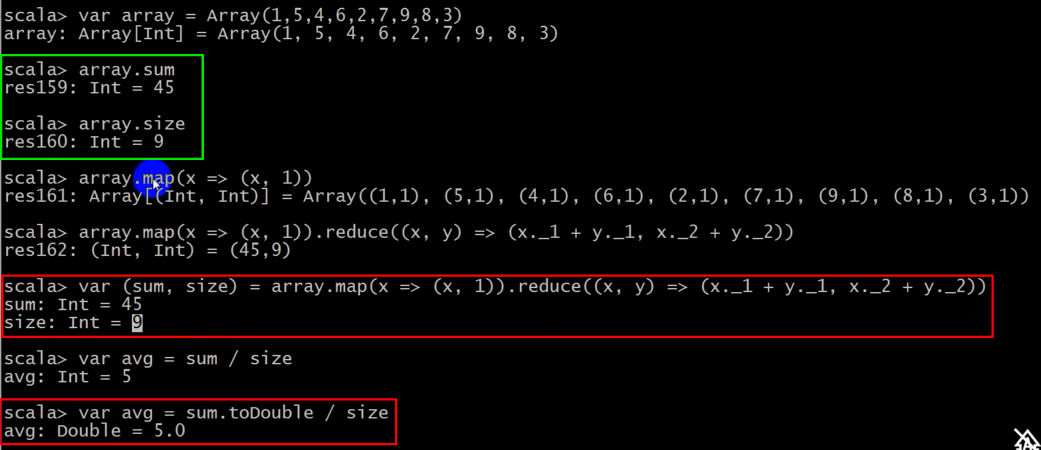 scala> var array = Array(1,5,4,6,2,7,9,8,3)
array: Array[Int] = Array(1, 5, 4, 6, 2, 7, 9, 8, 3)
scala> array.sum
res159: Int = 45
scala> array.size
res160: Int = 9
scala> array.map(x => (x, 1))
res161: Array[(Int, Int)] = Array((1,1), (5,1), (4,1), (6,1), (2,1), (7,1), (9,1), (8,1), (3,1))
scala> array.map(x => (x, 1)).reduce((x, y) => (x._1 + y._1, x._2 + y._2))
res162: (Int, Int) = (45,9)
scala> var (sum, size) = array.map(x => (x, 1)).reduce((x, y) => (x._1 + y._1, x._2 + y._2))
sum: Int = 45
size: Int = 9
scala> var avg = sum / size
avg: Int = 5
scala> var avg = sum.toDouble / size
avg: Double = 5.0